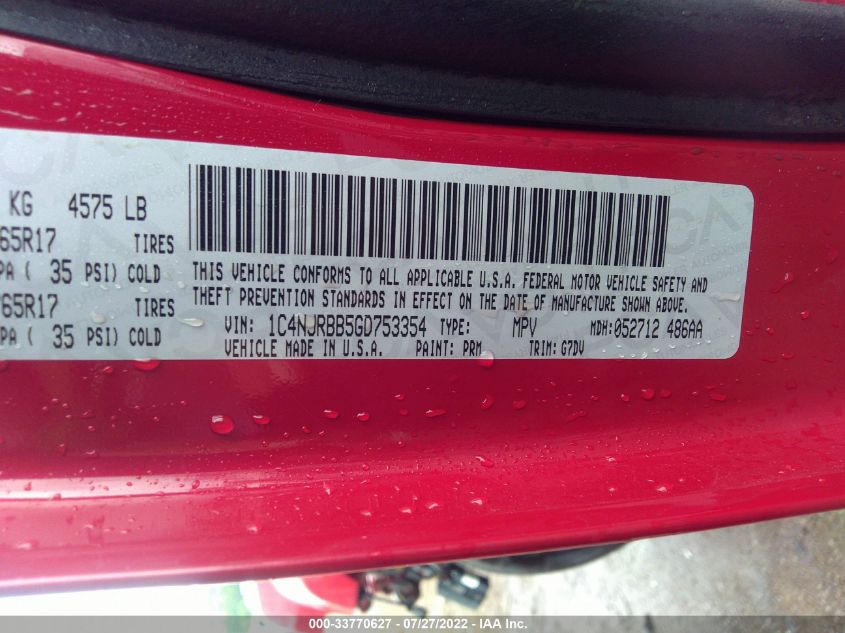 KG 4575 LB
65R17 TIRES
PA ( 35 PSI) COLD
65R17 TIRES
PA ( 35 PSI) COLD
THIS VEHICLE CONFORMS TO ALL APPLICABLE U.S.A. FEDERAL MOTOR VEHICLE SAFETY AND
THEFT PREVENTION STANDARDS IN EFFECT ON THE DATE OF MANUFACTURE SHOWN ABOVE.
VIN: 1C4NJRBB5GD753354 TYPE: MPV MDH:052712 486AA
VEHICLE MADE IN U.S.A. PAINT: PRM TRIM: G7DV
000-33770627 - 07/27/2022 - IAA Inc.